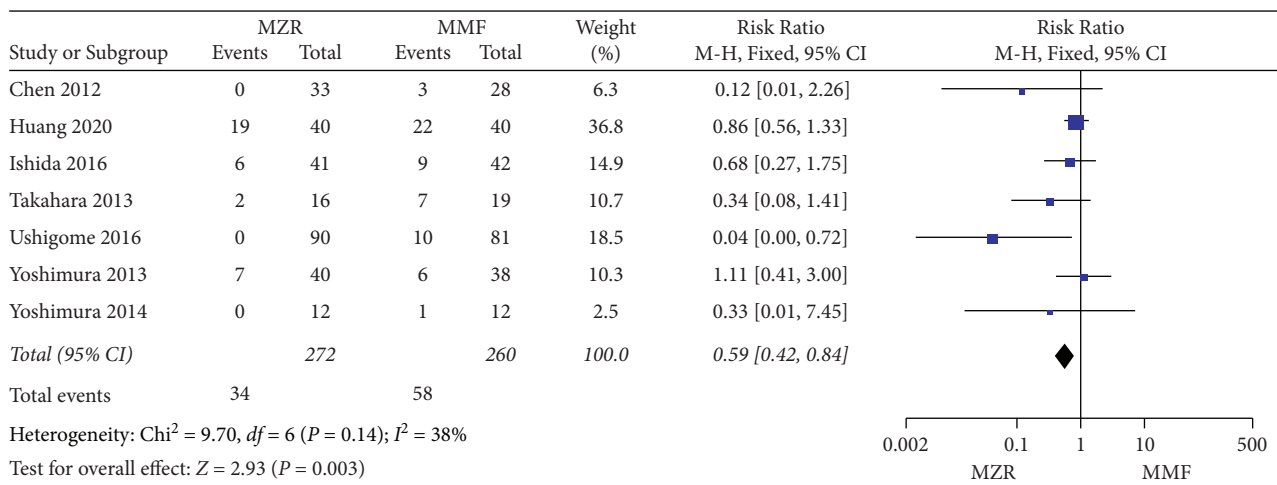 MZR MMF Weight Risk Ratio Risk Ratio
Study or Subgroup Events Total Events Total (%) M-H, Fixed, 95% CI M-H, Fixed, 95% CI
Chen 2012 0 33 3 28 6.3 0.12 [0.01, 2.26]
Huang 2020 19 40 22 40 36.8 0.86 [0.56, 1.33]
Ishida 2016 6 41 9 42 14.9 0.68 [0.27, 1.75]
Takahara 2013 2 16 7 19 10.7 0.34 [0.08, 1.41]
Ushigome 2016 0 90 10 81 18.5 0.04 [0.00, 0.72]
Yoshimura 2013 7 40 6 38 10.3 1.11 [0.41, 3.00]
Yoshimura 2014 0 12 1 12 2.5 0.33 [0.01, 7.45]
Total (95% CI) 272 260 100.0 0.59 [0.42, 0.84]
Total events 34 58
Heterogeneity: Chi² = 9.70, df = 6 (P = 0.14); I² = 38%
Test for overall effect: Z = 2.93 (P = 0.003)
0.002 0.1 1 10 500
MZR MMF